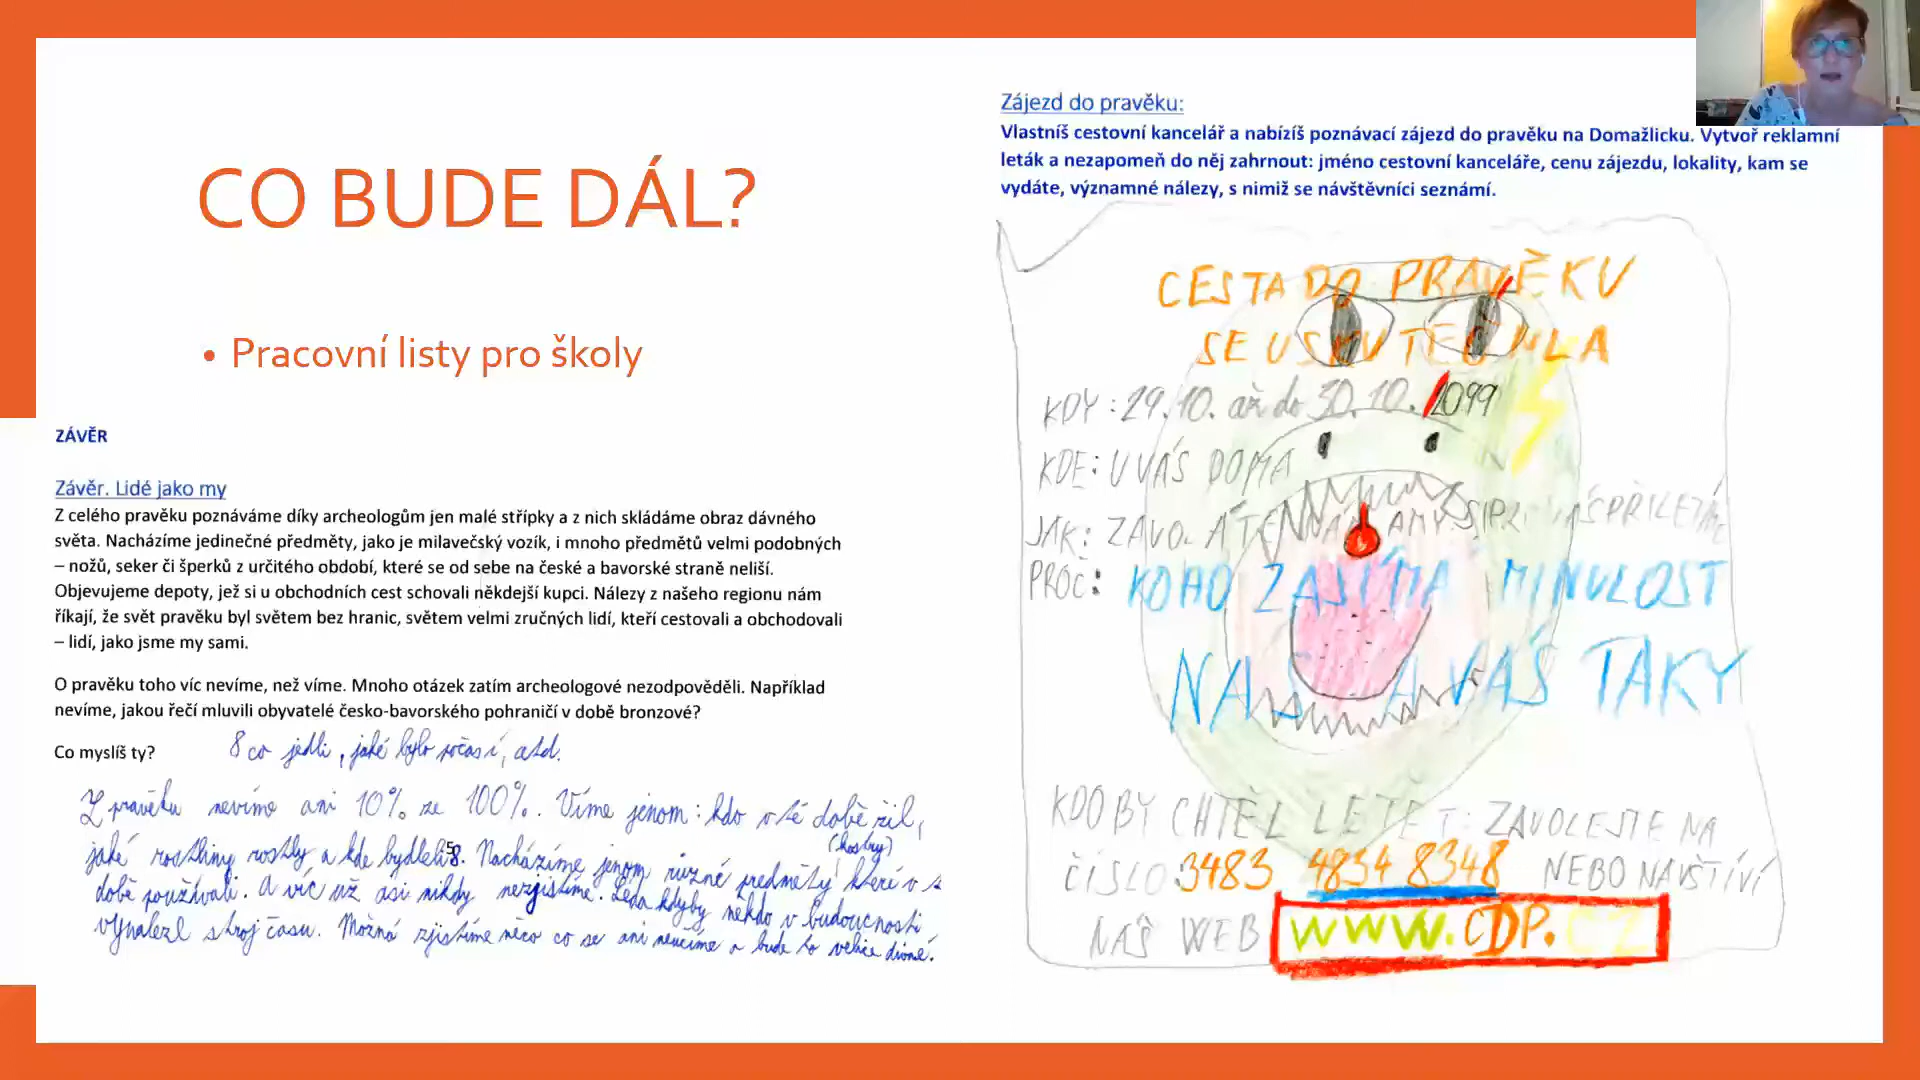 CO BUDE DÁL?
• Pracovní listy pro školy
ZÁVĚR
Závěr. Lidé jako my
Z celého pravěku poznáváme díky archeologům jen malé střípky a z nich skládáme obraz dávného
světa. Nacházíme jedinečné předměty, jako je milavečský vozík, i mnoho předmětů velmi podobných
– nožů, seker či šperků z určitého období, které se od sebe na české a bavorské straně neliší.
Objevujeme depoty, jež si u obchodních cest schovali někdejší kupci. Nálezy z našeho regionu nám
říkají, že svět pravěku byl světem bez hranic, světem velmi zručných lidí, kteří cestovali a obchodovali
– lidí, jako jsme my sami.
O pravěku toho víc nevíme, než víme. Mnoho otázek zatím archeologové nezodpověděli. Například
nevíme, jakou řečí mluvili obyvatelé česko-bavorského pohraničí v době bronzové?
Co myslíš ty?
co jedli, jaké bylo počasí, atd.
Z pravěku nevíme ani 10% ze 100%. Víme jenom: kdo v té době žil,
jaké rostliny rostly a kde bydleli. Nacházíme jenom různé předměty (kostry) které v t
době používali. A víc už asi nikdy nezjistíme. Leda kdyby někdo v budoucnosti
vynalezl stroj času. Možná zjistíme něco co se ani neučíme a bude to velice divné.
Zájezd do pravěku:
Vlastníš cestovní kancelář a nabízíš poznávací zájezd do pravěku na Domažlicku. Vytvoř reklamní
leták a nezapomeň do něj zahrnout: jméno cestovní kanceláře, cenu zájezdu, lokality, kam se
vydáte, významné nálezy, s nimiž se návštěvníci seznámí.
CESTA DO PRAVĚKU
SE USKUTEČNILA
KDY: 29.10. až do 30.10. 2099
KDE: U VÁS DOMA
JAK: ZAVOLÁTE NÁM A MY SI PRO VÁS PŘILETÍME
PROČ: KOHO ZAJÍMÁ MINULOST
NÁS A VÁS TAKY
KDO BY CHTĚL LETĚT: ZAVOLEJTE NA
ČÍSLO: 3483 4834 8348 NEBO NAVŠTÍVÍ
NÁŠ WEB WWW.CDP.CZ